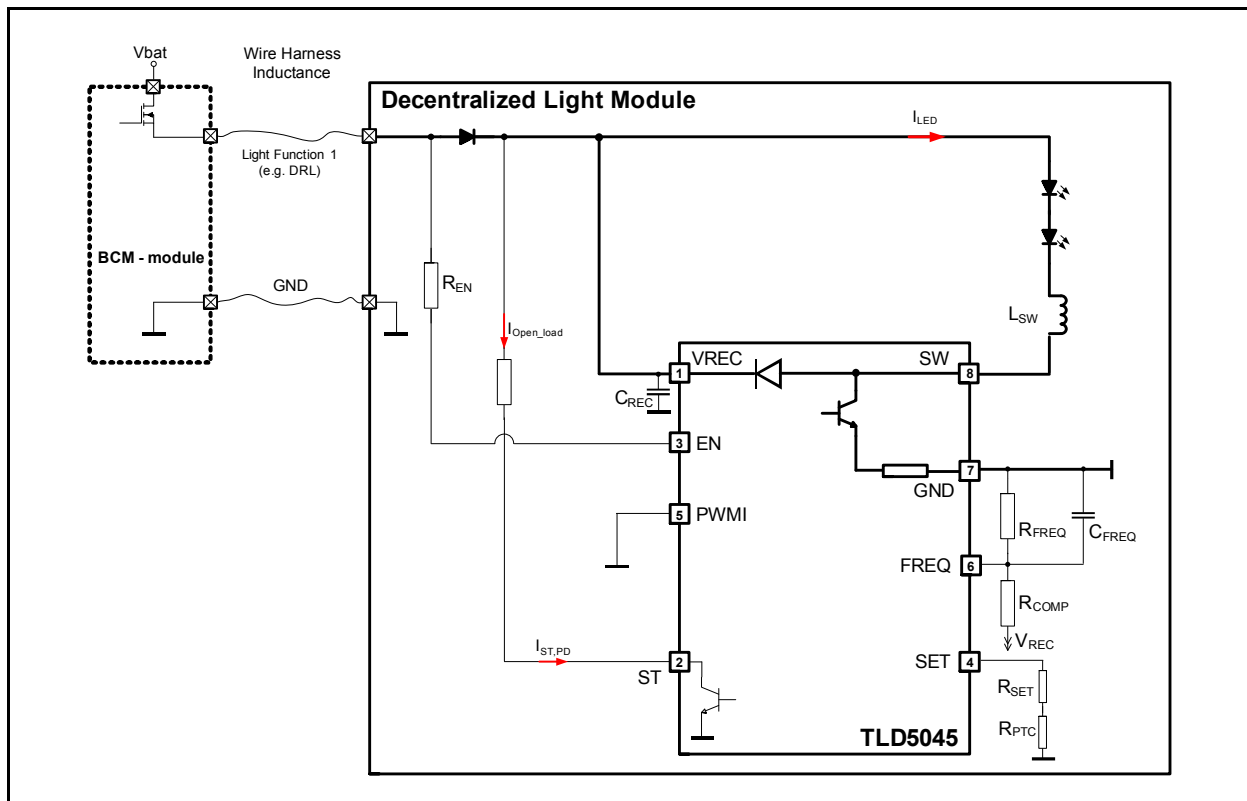 Vbat
Wire Harness
Inductance
Decentralized Light Module
ILED
Light Function 1
(e.g. DRL)
BCM - module
GND
REN
IOpen_load
LSW
VREC
SW
1
8
CREC
3
EN
7
GND
5
PWMI
RFREQ
CFREQ
FREQ
6
RCOMP
VREC
IST,PD
2
ST
SET
4
RSET
RPTC
TLD5045